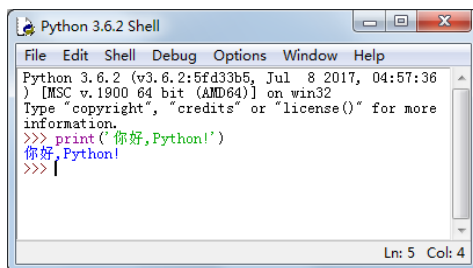 Python 3.6.2 Shell
File Edit Shell Debug Options Window Help
Python 3.6.2 (v3.6.2:5fd33b5, Jul  8 2017, 04:57:36
) [MSC v.1900 64 bit (AMD64)] on win32
Type "copyright", "credits" or "license()" for more
information.
>>> print('你好,Python!')
你好,Python!
>>>
Ln: 5 Col: 4